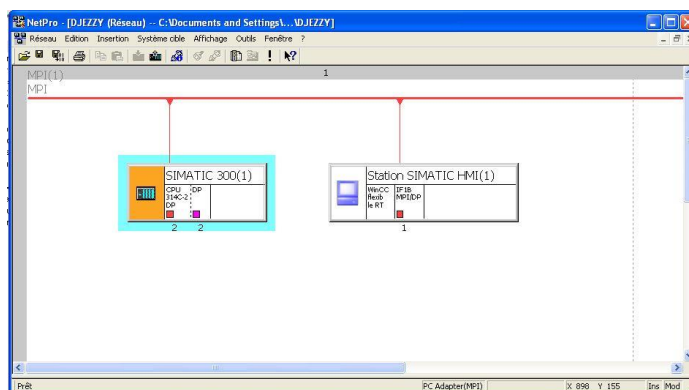 NetPro - [DJEZZY (Réseau) -- C:\Documents and Settings\...\DJEZZY]
Réseau Edition Insertion Système cible Affichage Outils Fenêtre ?
MPI(1)
1
MPI
SIMATIC 300(1)
CPU
314C-2
DP
DP
2 2
Station SIMATIC HMI(1)
WinCC
flexib
le RT
IF1B
MPI/DP
1
Prêt
PC Adapter(MPI)
X 898 Y 155
Ins Mod